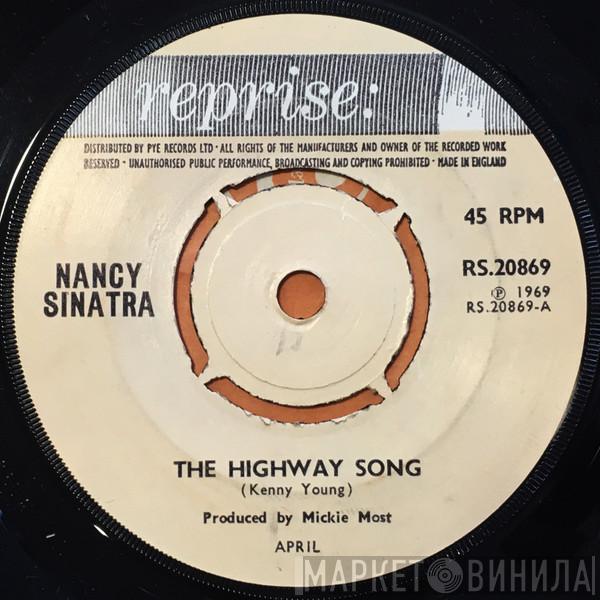 reprise:
DISTRIBUTED BY PYE RECORDS LTD · ALL RIGHTS OF THE MANUFACTURERS AND OWNER OF THE RECORDED WORK
RESERVED · UNAUTHORISED PUBLIC PERFORMANCE, BROADCASTING AND COPYING PROHIBITED · MADE IN ENGLAND
45 RPM
NANCY
SINATRA
RS.20869
℗ 1969
RS.20869-A
THE HIGHWAY SONG
(Kenny Young)
Produced by Mickie Most
APRIL
МАРКЕТ ВИНИЛА